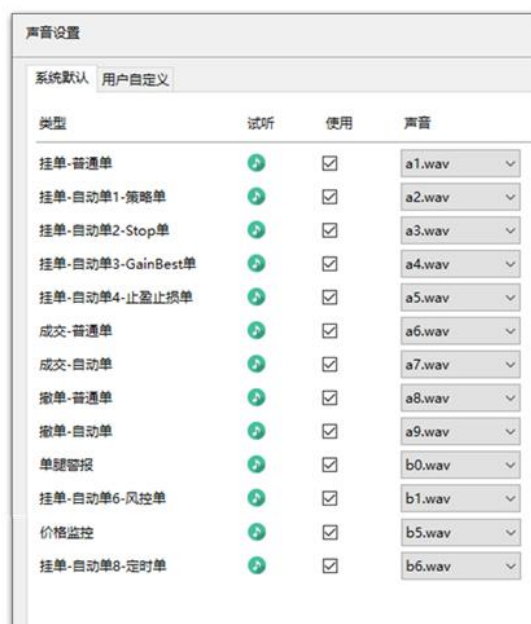 声音设置
系统默认 用户自定义
类型 试听 使用 声音
挂单-普通单 a1.wav
挂单-自动单1-策略单 a2.wav
挂单-自动单2-Stop单 a3.wav
挂单-自动单3-GainBest单 a4.wav
挂单-自动单4-止盈止损单 a5.wav
成交-普通单 a6.wav
成交-自动单 a7.wav
撤单-普通单 a8.wav
撤单-自动单 a9.wav
单腿警报 b0.wav
挂单-自动单6-风控单 b1.wav
价格监控 b5.wav
挂单-自动单8-定时单 b6.wav